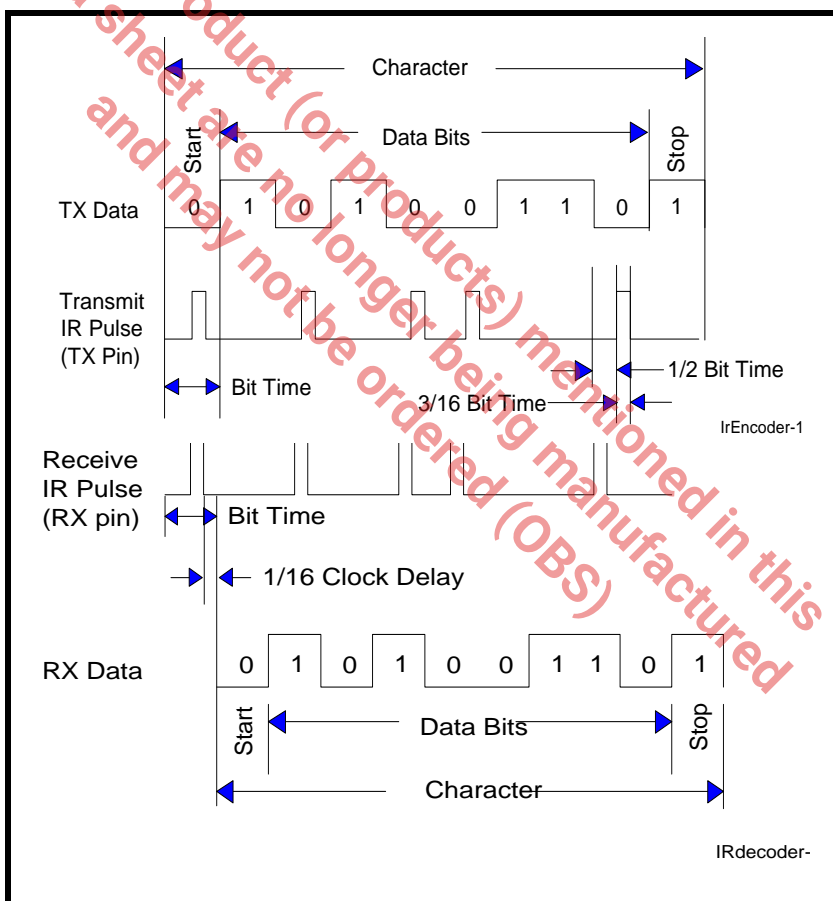 product (or products) mentioned in this
sheet are no longer being manufactured
and may not be ordered (OBS)
Character
Start
Data Bits
Stop
TX Data
0 1 0 1 0 0 1 1 0 1
Transmit
IR Pulse
(TX Pin)
Bit Time
1/2 Bit Time
3/16 Bit Time
IrEncoder-1
Receive
IR Pulse
(RX pin)
Bit Time
1/16 Clock Delay
RX Data
0 1 0 1 0 0 1 1 0 1
Start
Data Bits
Stop
Character
IRdecoder-